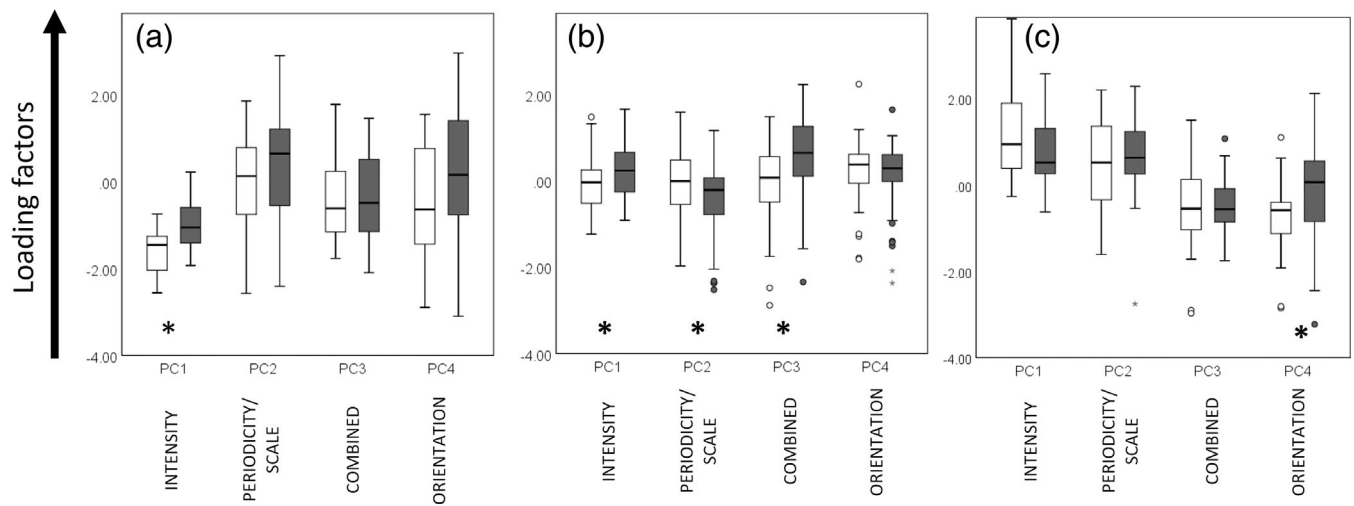 Loading factors
(a)
2.00
.00
-2.00
-4.00
*
PC1
PC2
PC3
PC4
INTENSITY
PERIODICITY/
SCALE
COMBINED
ORIENTATION
(b)
2.00
.00
-2.00
-4.00
*
*
*
PC1
PC2
PC3
PC4
INTENSITY
PERIODICITY/
SCALE
COMBINED
ORIENTATION
(c)
2.00
.00
-2.00
-4.00
*
PC1
PC2
PC3
PC4
INTENSITY
PERIODICITY/
SCALE
COMBINED
ORIENTATION